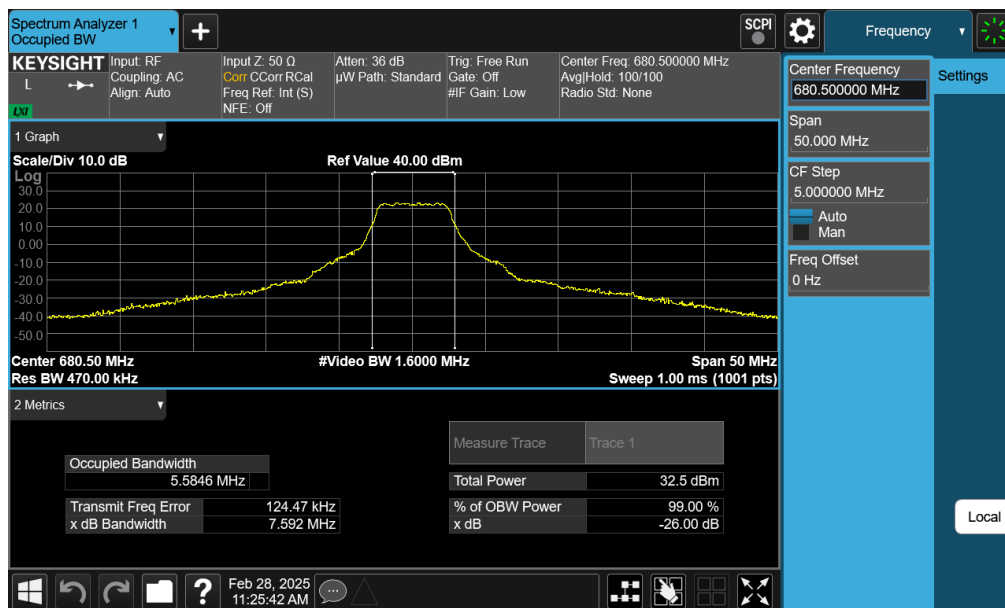 Spectrum Analyzer 1
Occupied BW
+
SCPI
Frequency
KEYSIGHT
L
LXI
Input: RF
Coupling: AC
Align: Auto
Input Z: 50 Ω
Corr CCorr RCal
Freq Ref: Int (S)
NFE: Off
Atten: 36 dB
µW Path: Standard
Trig: Free Run
Gate: Off
#IF Gain: Low
Center Freq: 680.500000 MHz
Avg|Hold: 100/100
Radio Std: None
Center Frequency
680.500000 MHz
Settings
Span
50.000 MHz
CF Step
5.000000 MHz
Auto
Man
Freq Offset
0 Hz
Local
1 Graph
Scale/Div 10.0 dB
Ref Value 40.00 dBm
Log
30.0
20.0
10.0
0.00
-10.0
-20.0
-30.0
-40.0
-50.0
Center 680.50 MHz
#Video BW 1.6000 MHz
Span 50 MHz
Res BW 470.00 kHz
Sweep 1.00 ms (1001 pts)
2 Metrics
Measure Trace
Trace 1
Occupied Bandwidth
5.5846 MHz
Total Power
32.5 dBm
Transmit Freq Error
124.47 kHz
% of OBW Power
99.00 %
x dB Bandwidth
7.592 MHz
x dB
-26.00 dB
?
Feb 28, 2025
11:25:42 AM